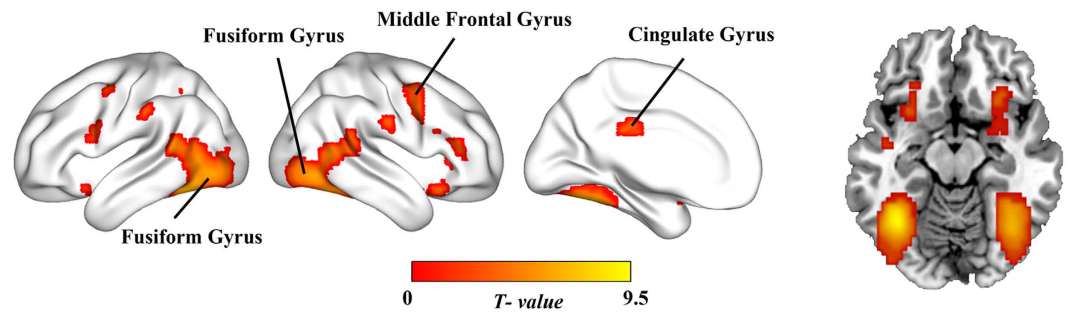 Middle Frontal Gyrus
Fusiform Gyrus
Cingulate Gyrus
Fusiform Gyrus
0
T- value
9.5